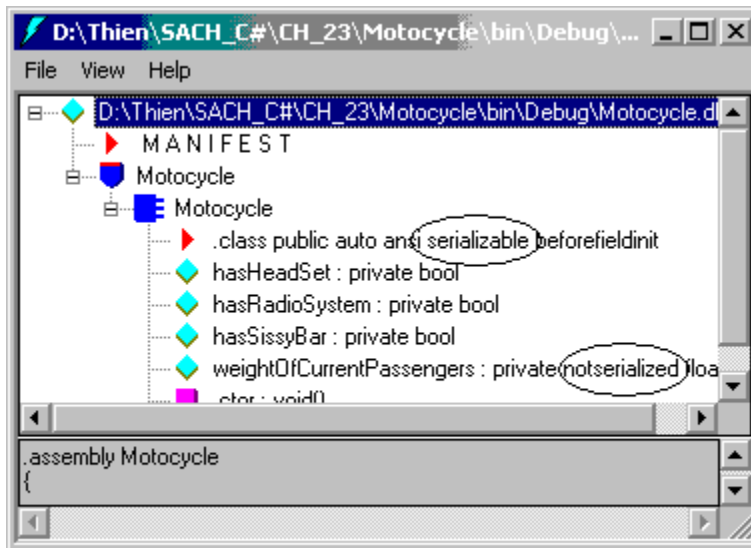 D:\Thien\SACH_C#\CH_23\Motocycle\bin\Debug\...
File View Help
D:\Thien\SACH_C#\CH_23\Motocycle\bin\Debug\Motocycle.dl
MANIFEST
Motocycle
Motocycle
.class public auto ansi serializable beforefieldinit
hasHeadSet : private bool
hasRadioSystem : private bool
hasSissyBar : private bool
weightOfCurrentPassengers : private notserialized floa
.ctor : void()
.assembly Motocycle
{